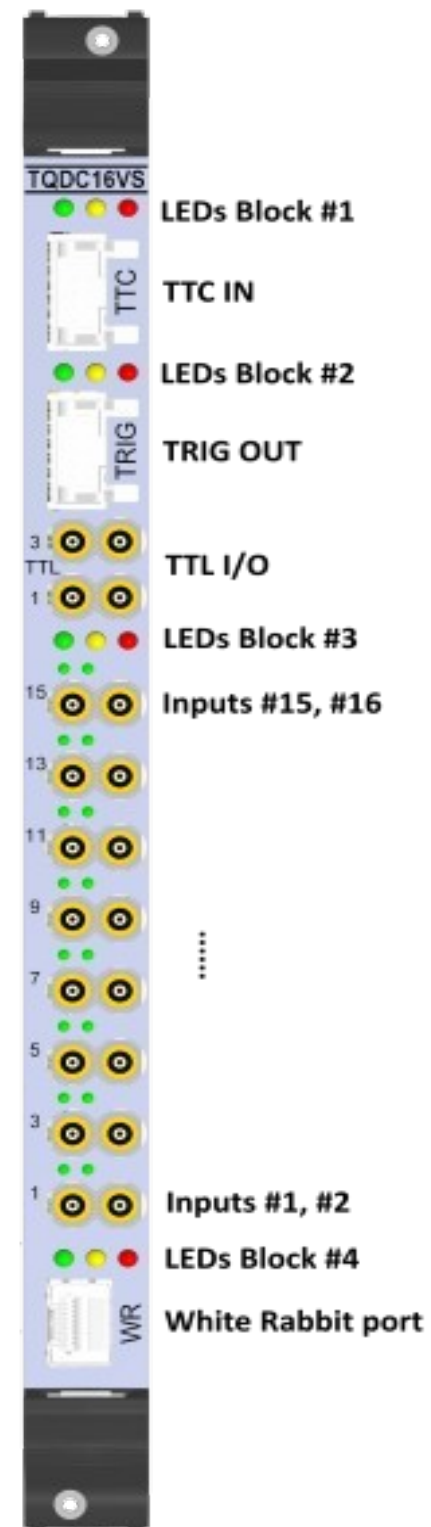 TQDC16VS
LEDs Block #1
TTC
TTC IN
LEDs Block #2
TRIG
TRIG OUT
3
TTL
TTL I/O
1
LEDs Block #3
15
Inputs #15, #16
13
11
9
......
7
5
3
1
Inputs #1, #2
LEDs Block #4
WR
White Rabbit port